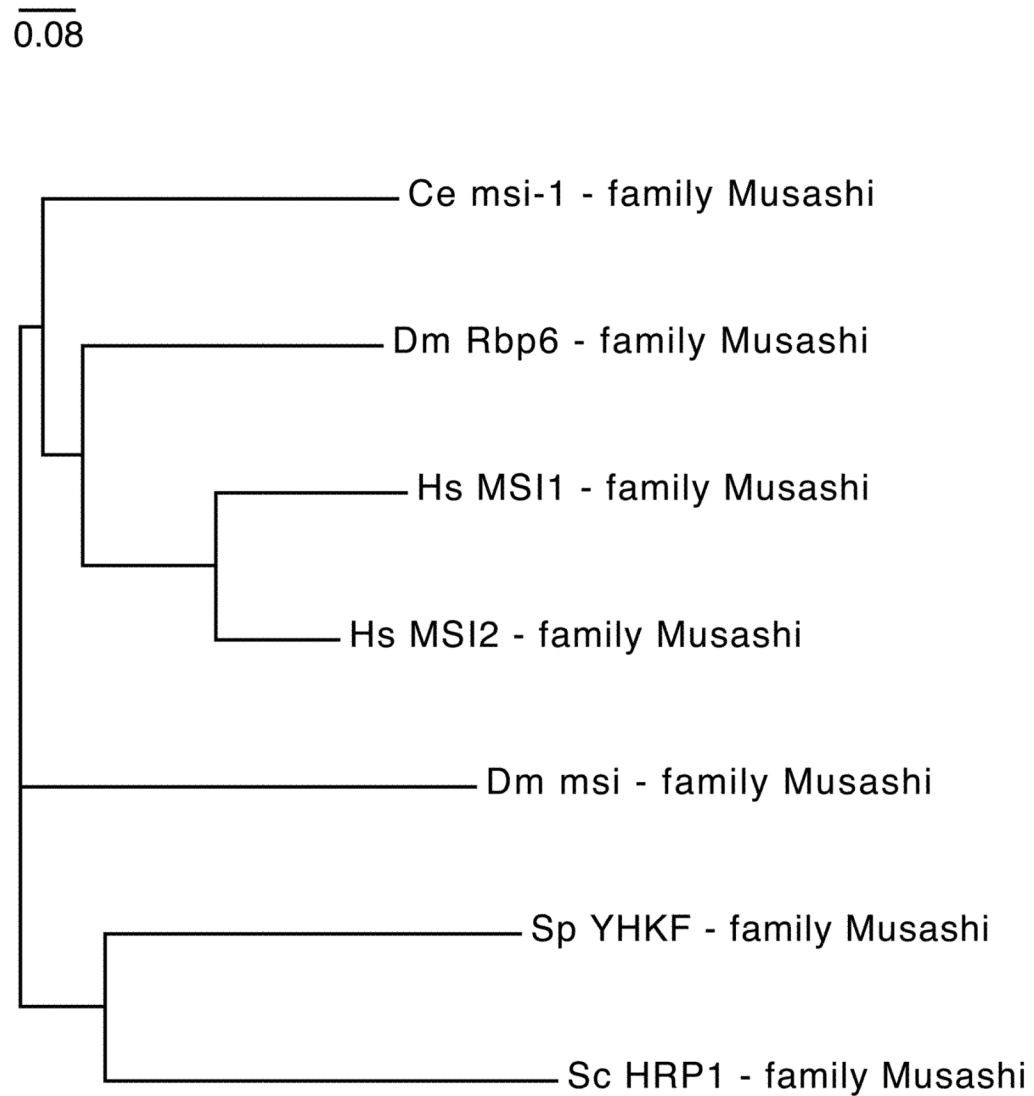 0.08
Ce msi-1 - family Musashi
Dm Rbp6 - family Musashi
Hs MSI1 - family Musashi
Hs MSI2 - family Musashi
Dm msi - family Musashi
Sp YHKF - family Musashi
Sc HRP1 - family Musashi